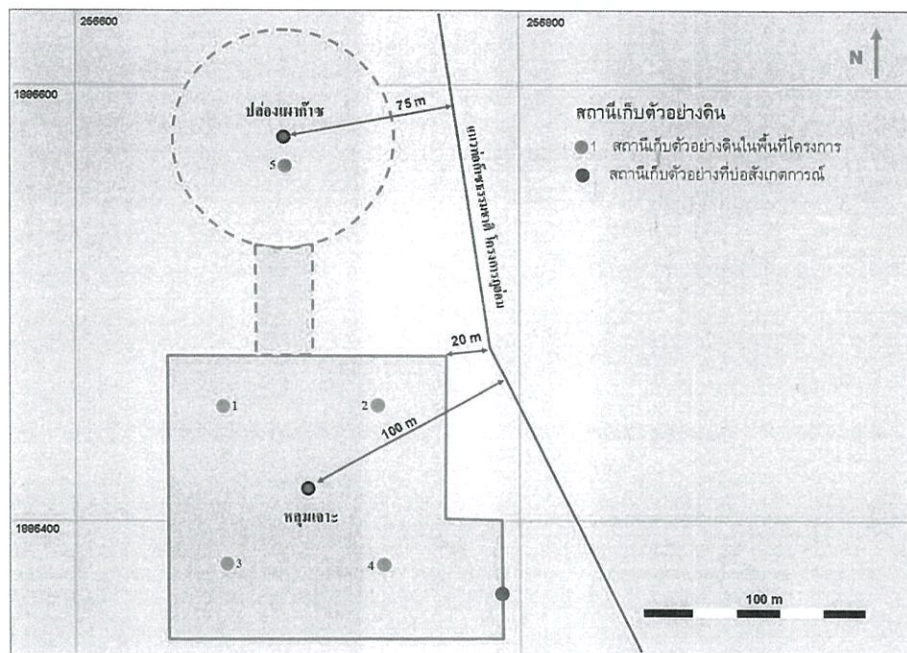 256600
256800
N
1895600
ปล่องเผาก๊าซ
75 m
สถานีเก็บตัวอย่างดิน
1 สถานีเก็บตัวอย่างดินในพื้นที่โครงการ
สถานีเก็บตัวอย่างที่บ่อสังเกตการณ์
5
แนวท่อก๊าซธรรมชาติ โครงการภูฮ่อม
20 m
1
2
100 m
หลุมเจาะ
1895400
3
4
100 m